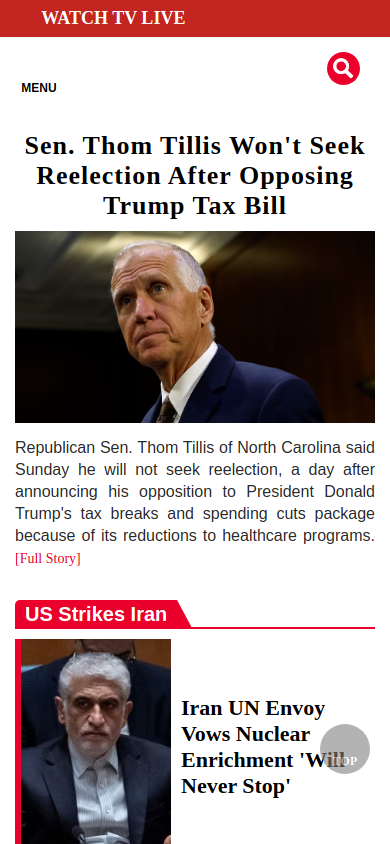 WATCH TV LIVE
MENU
Sen. Thom Tillis Won't Seek
Reelection After Opposing
Trump Tax Bill
Republican Sen. Thom Tillis of North Carolina said
Sunday he will not seek reelection, a day after
announcing his opposition to President Donald
Trump's tax breaks and spending cuts package
because of its reductions to healthcare programs.
[Full Story]
US Strikes Iran
Iran UN Envoy
Vows Nuclear
Enrichment 'Will
Never Stop'
TOP